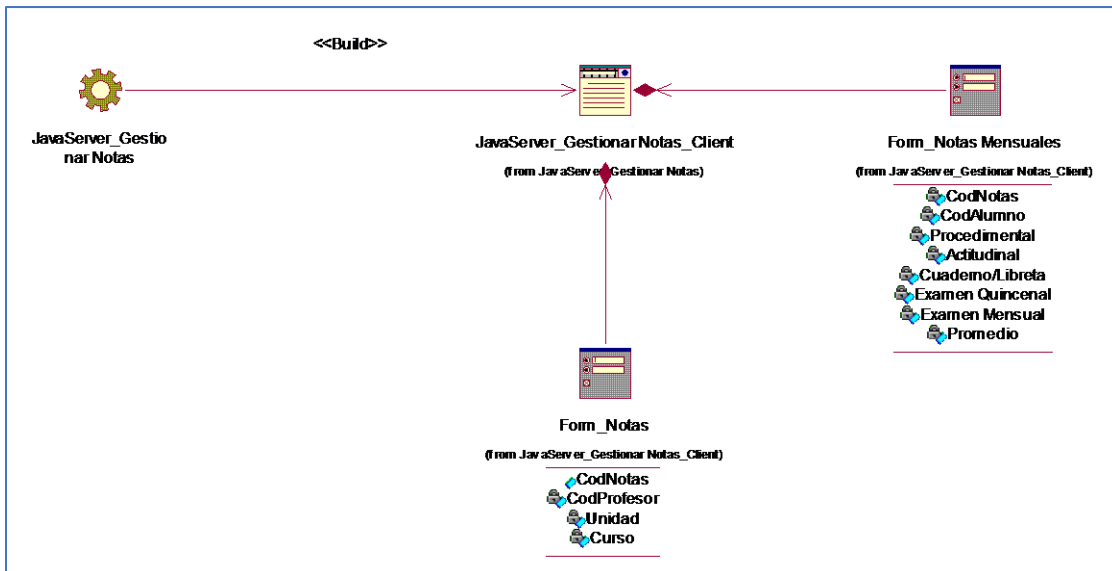 <<Build>>
JavaServer_Gestio
nar Notas
JavaServer_Gestionar Notas_Client
(from JavaServer_Gestionar Notas)
Form_Notas Mensuales
(from JavaServer_Gestionar Notas_Client)
CodNotas
CodAlumno
Procedimental
Actitudinal
Cuaderno/Libreta
Examen Quincenal
Examen Mensual
Promedio
Form_Notas
(from JavaServer_Gestionar Notas_Client)
CodNotas
CodProfesor
Unidad
Curso